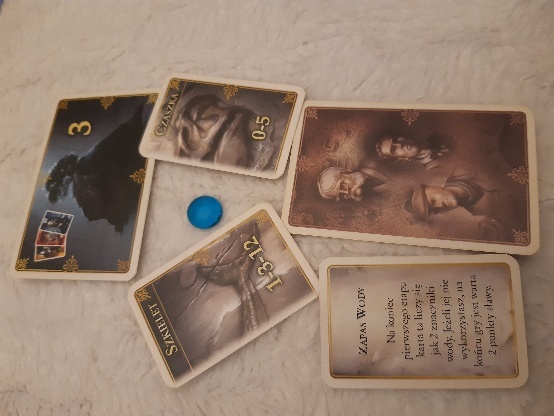 3
CZASZKA
0-5
SZKIELET
1-3-12
ZAPAS WODY
Na koniec
pierwszego etapu
karta ta liczy się
jak 2 znaczniki
wody. Jeżeli jej nie
wykorzystasz, na
końcu gry jest warta
2 punkty sławy.